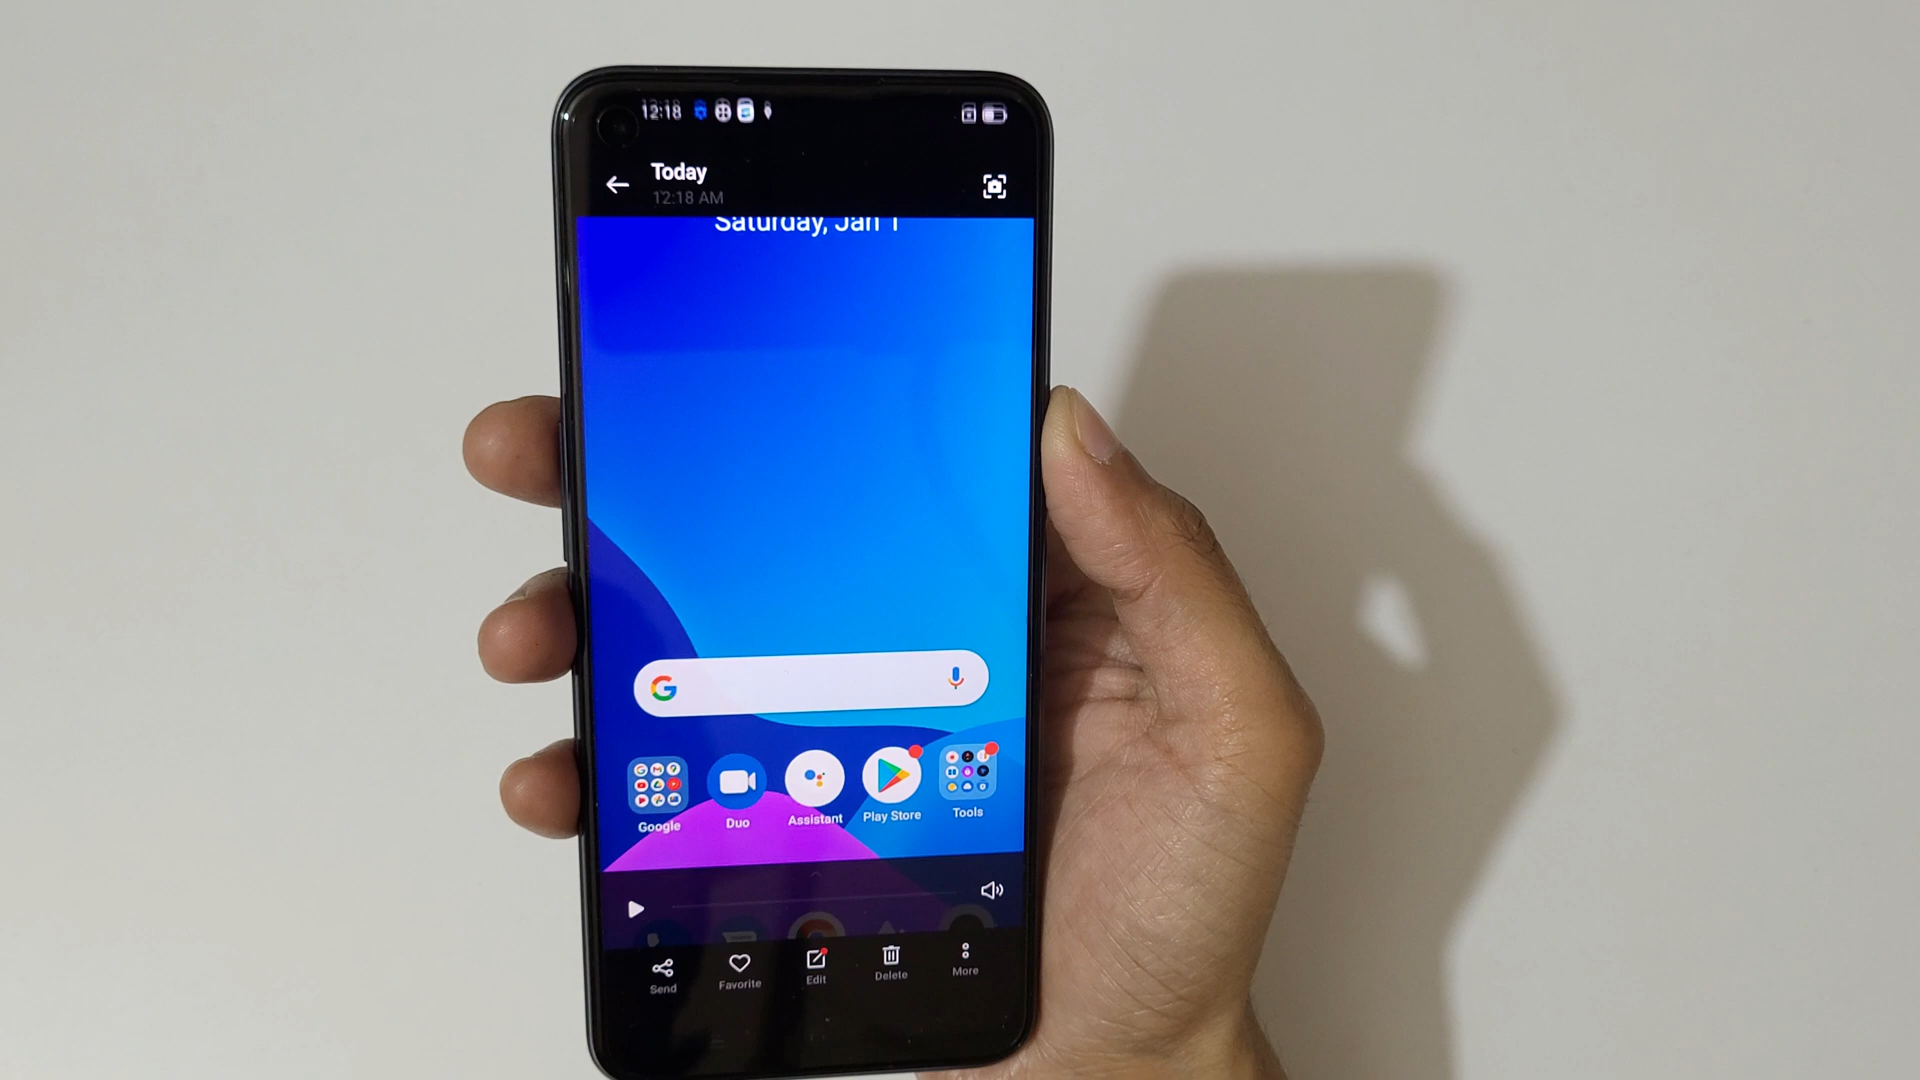 12:18
Today
12:18 AM
Saturday, Jan 1
G
Google Duo Assistant Play Store Tools
Send Favorite Edit Delete More